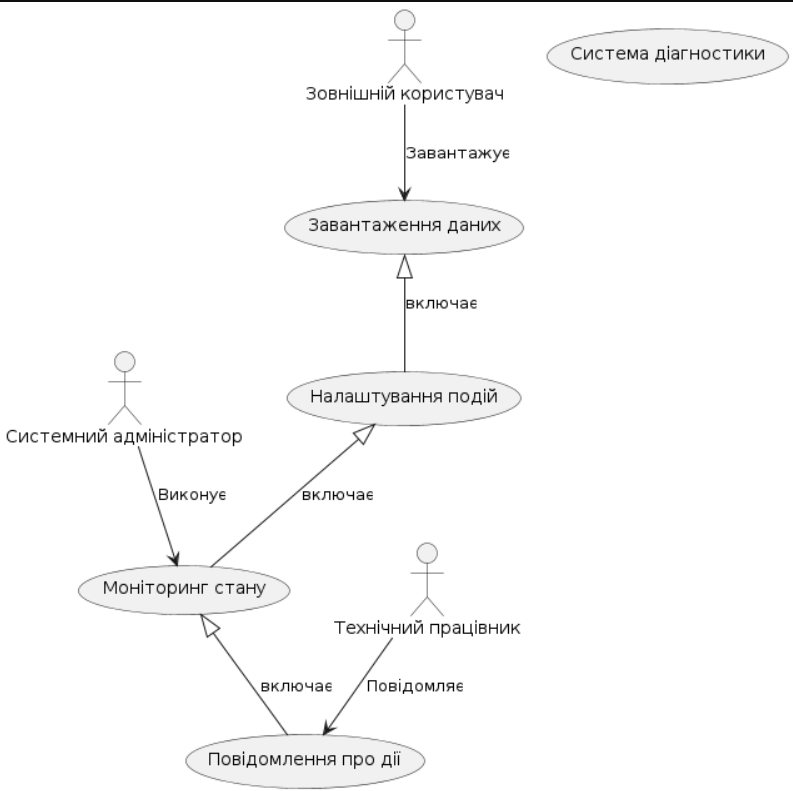 Система діагностики
Зовнішній користувач
Завантажує
Завантаження даних
включає
Налаштування подій
Системний адміністратор
Виконує
включає
Моніторинг стану
Технічний працівник
включає
Повідомляє
Повідомлення про дії